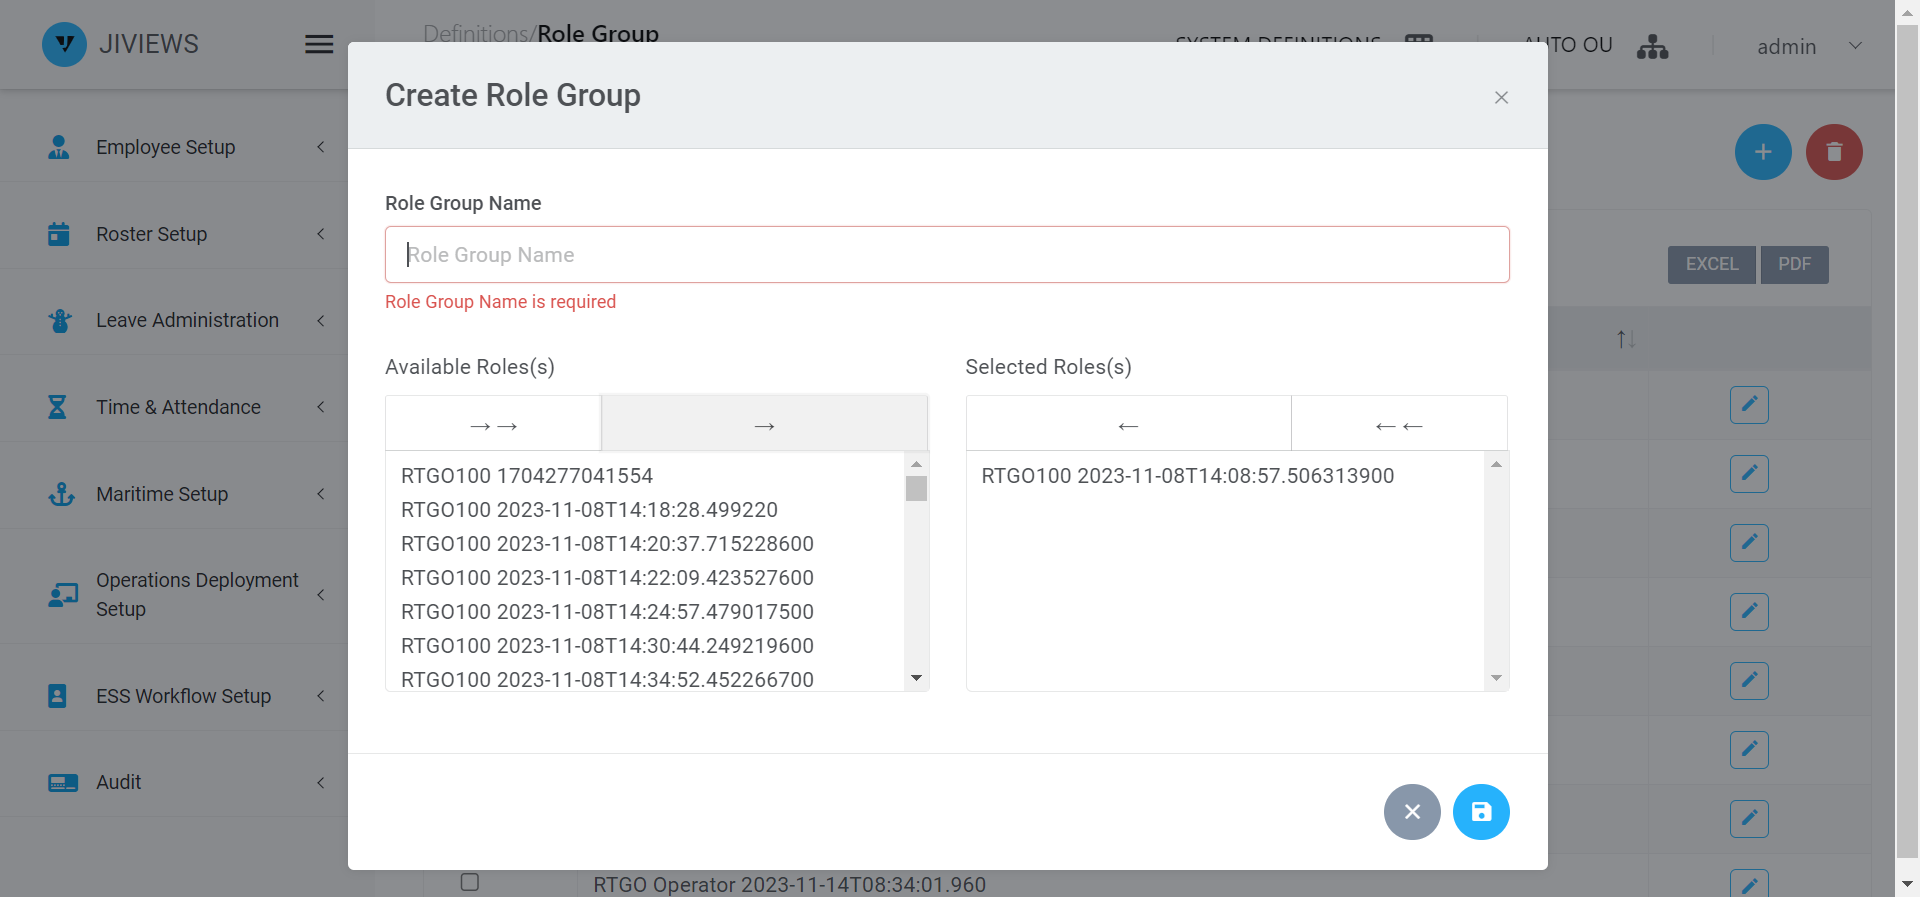 JIVIEWS
Definitions/Role Group
SYSTEM DEFINITIONS
AUTO OU
admin
Create Role Group
Employee Setup
Roster Setup
Leave Administration
Time & Attendance
Maritime Setup
Operations Deployment
Setup
ESS Workflow Setup
Audit
Role Group Name
Role Group Name
Role Group Name is required
EXCEL
PDF
Available Roles(s)
Selected Roles(s)
→→
→
←
←←
RTGO100 1704277041554
RTGO100 2023-11-08T14:18:28.499220
RTGO100 2023-11-08T14:20:37.715228600
RTGO100 2023-11-08T14:22:09.423527600
RTGO100 2023-11-08T14:24:57.479017500
RTGO100 2023-11-08T14:30:44.249219600
RTGO100 2023-11-08T14:34:52.452266700
RTGO100 2023-11-08T14:08:57.506313900
RTGO Operator 2023-11-14T08:34:01.960